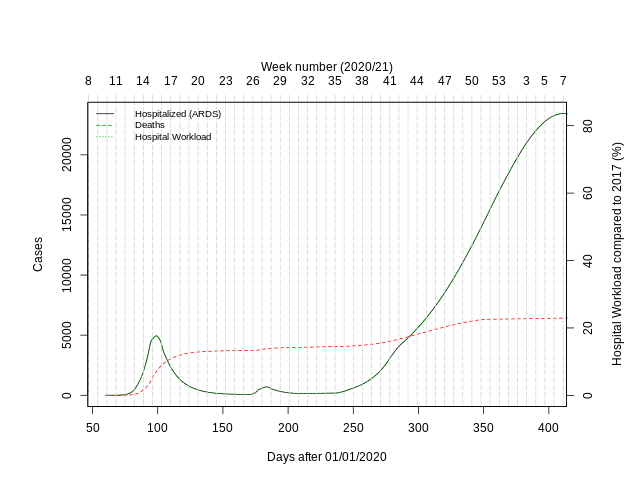 Week number (2020/21)
8 11 14 17 20 23 26 29 32 35 38 41 44 47 50 53 3 5 7
Hospitalized (ARDS)
Deaths
Hospital Workload
Cases
0 5000 10000 15000 20000
Hospital Workload compared to 2017 (%)
0 20 40 60 80
50 100 150 200 250 300 350 400
Days after 01/01/2020